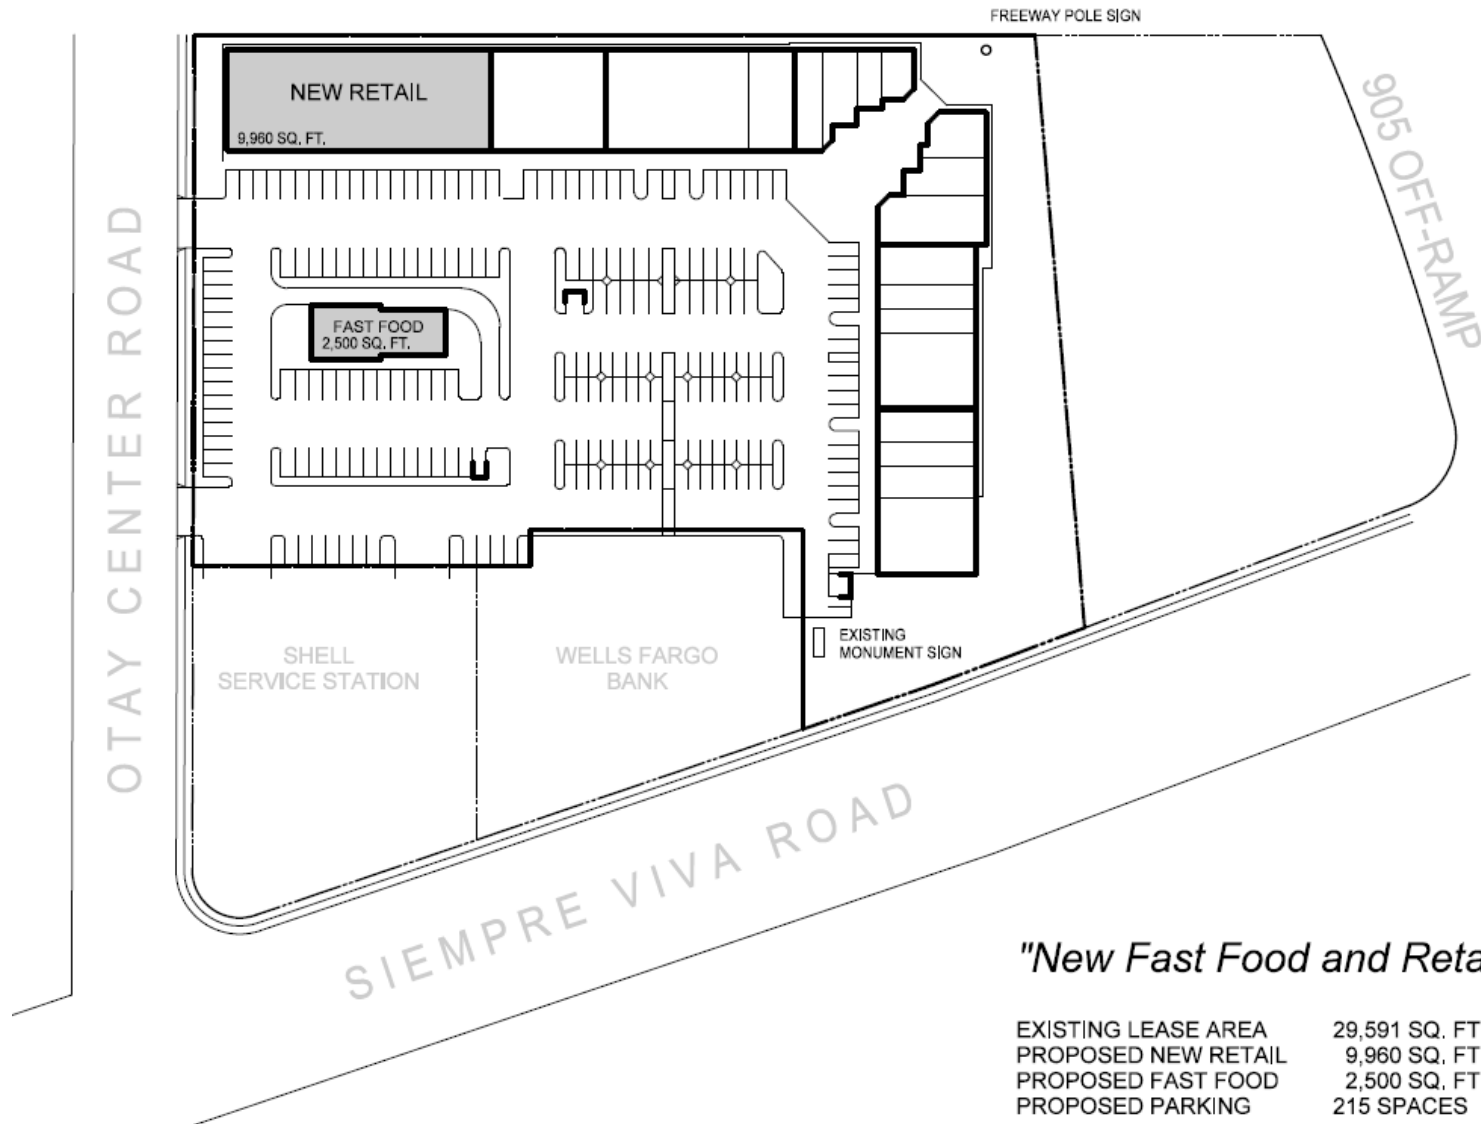 FREEWAY POLE SIGN
NEW RETAIL
9,960 SQ. FT.
905 OFF-RAMP
OTAY CENTER ROAD
FAST FOOD
2,500 SQ. FT.
EXISTING
MONUMENT SIGN
SHELL
SERVICE STATION
WELLS FARGO
BANK
SIEMPRE VIVA ROAD
"New Fast Food and Reta
EXISTING LEASE AREA 29,591 SQ. FT
PROPOSED NEW RETAIL 9,960 SQ. FT
PROPOSED FAST FOOD 2,500 SQ. FT
PROPOSED PARKING 215 SPACES